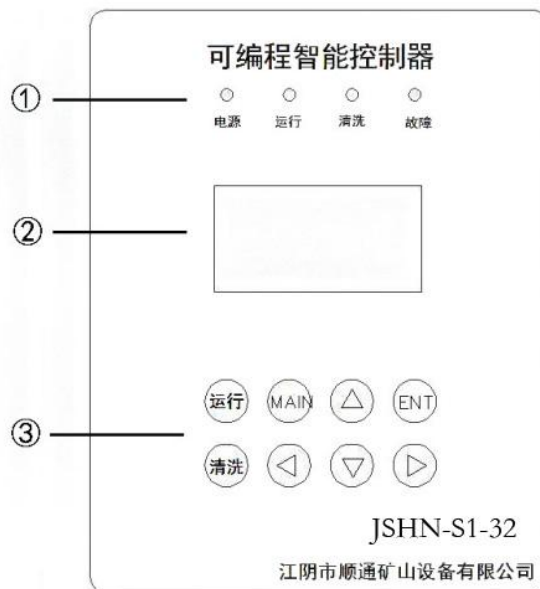 可编程智能控制器
①
电源 运行 清洗 故障
②
运行 MAIN ENT
③
清洗
JSHN-S1-32
江阴市顺通矿山设备有限公司